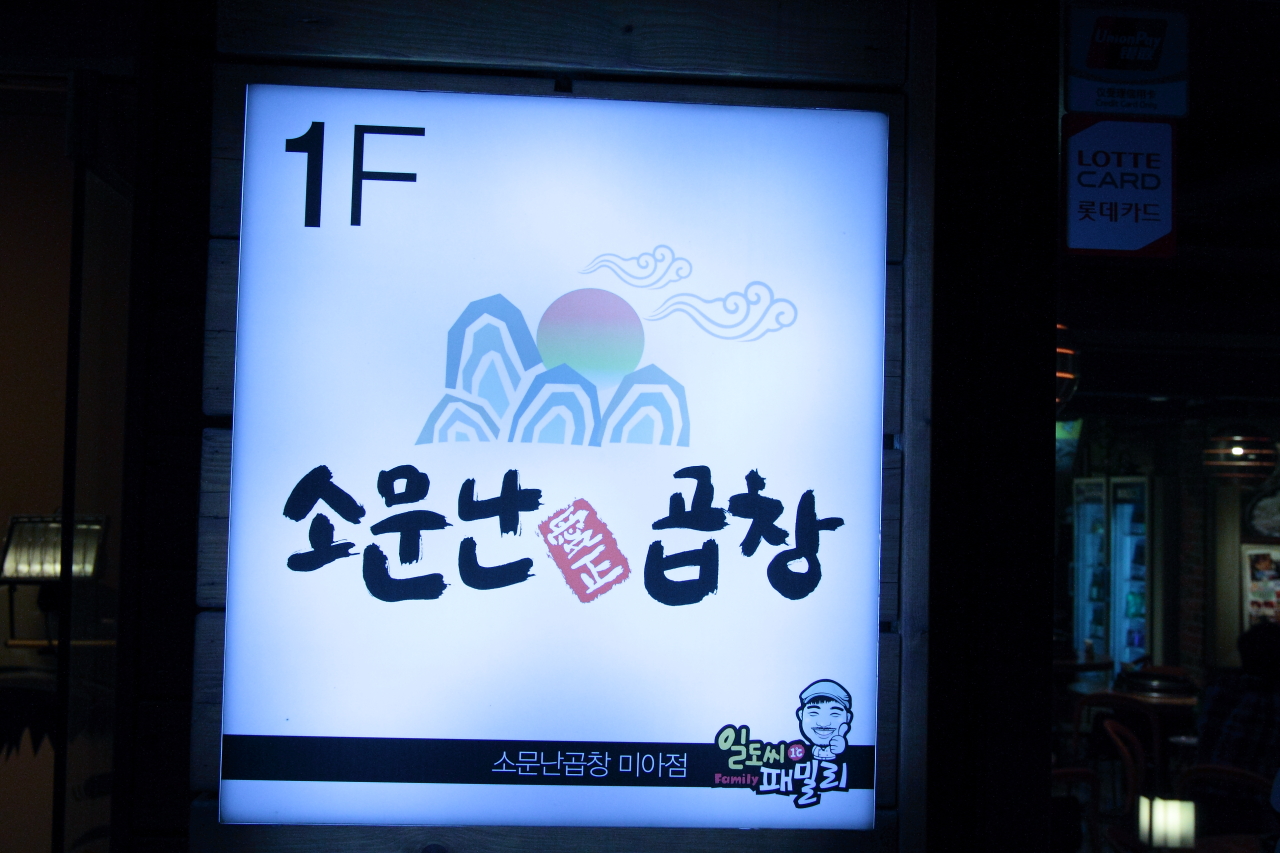 1F
소문난 곱창
소문난곱창 미아점
일도씨
Family 패밀리
UnionPay
LOTTE
CARD
롯데카드